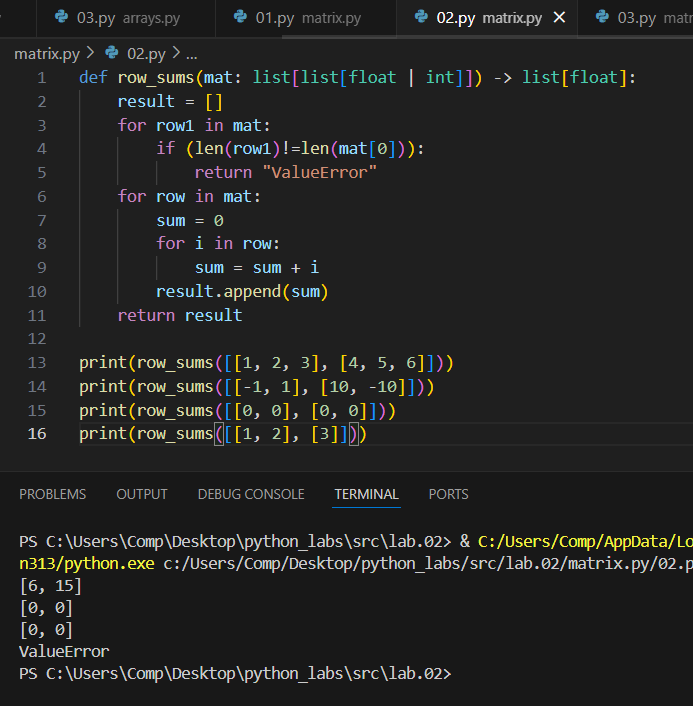 03.py arrays.py 01.py matrix.py 02.py matrix.py 03.py
matrix.py > 02.py > ...
1 def row_sums(mat: list[list[float | int]]) -> list[float]:
2     result = []
3     for row1 in mat:
4         if (len(row1)!=len(mat[0])):
5             return "ValueError"
6     for row in mat:
7         sum = 0
8         for i in row:
9             sum = sum + i
10         result.append(sum)
11     return result
12
13 print(row_sums([[1, 2, 3], [4, 5, 6]]))
14 print(row_sums([[-1, 1], [10, -10]]))
15 print(row_sums([[0, 0], [0, 0]]))
16 print(row_sums([[1, 2], [3]]))
PROBLEMS OUTPUT DEBUG CONSOLE TERMINAL PORTS
PS C:\Users\Comp\Desktop\python_labs\src\lab.02> & C:/Users/Comp/AppData/Lo
n313/python.exe c:/Users/Comp/Desktop/python_labs/src/lab.02/matrix.py/02.p
[6, 15]
[0, 0]
[0, 0]
ValueError
PS C:\Users\Comp\Desktop\python_labs\src\lab.02>